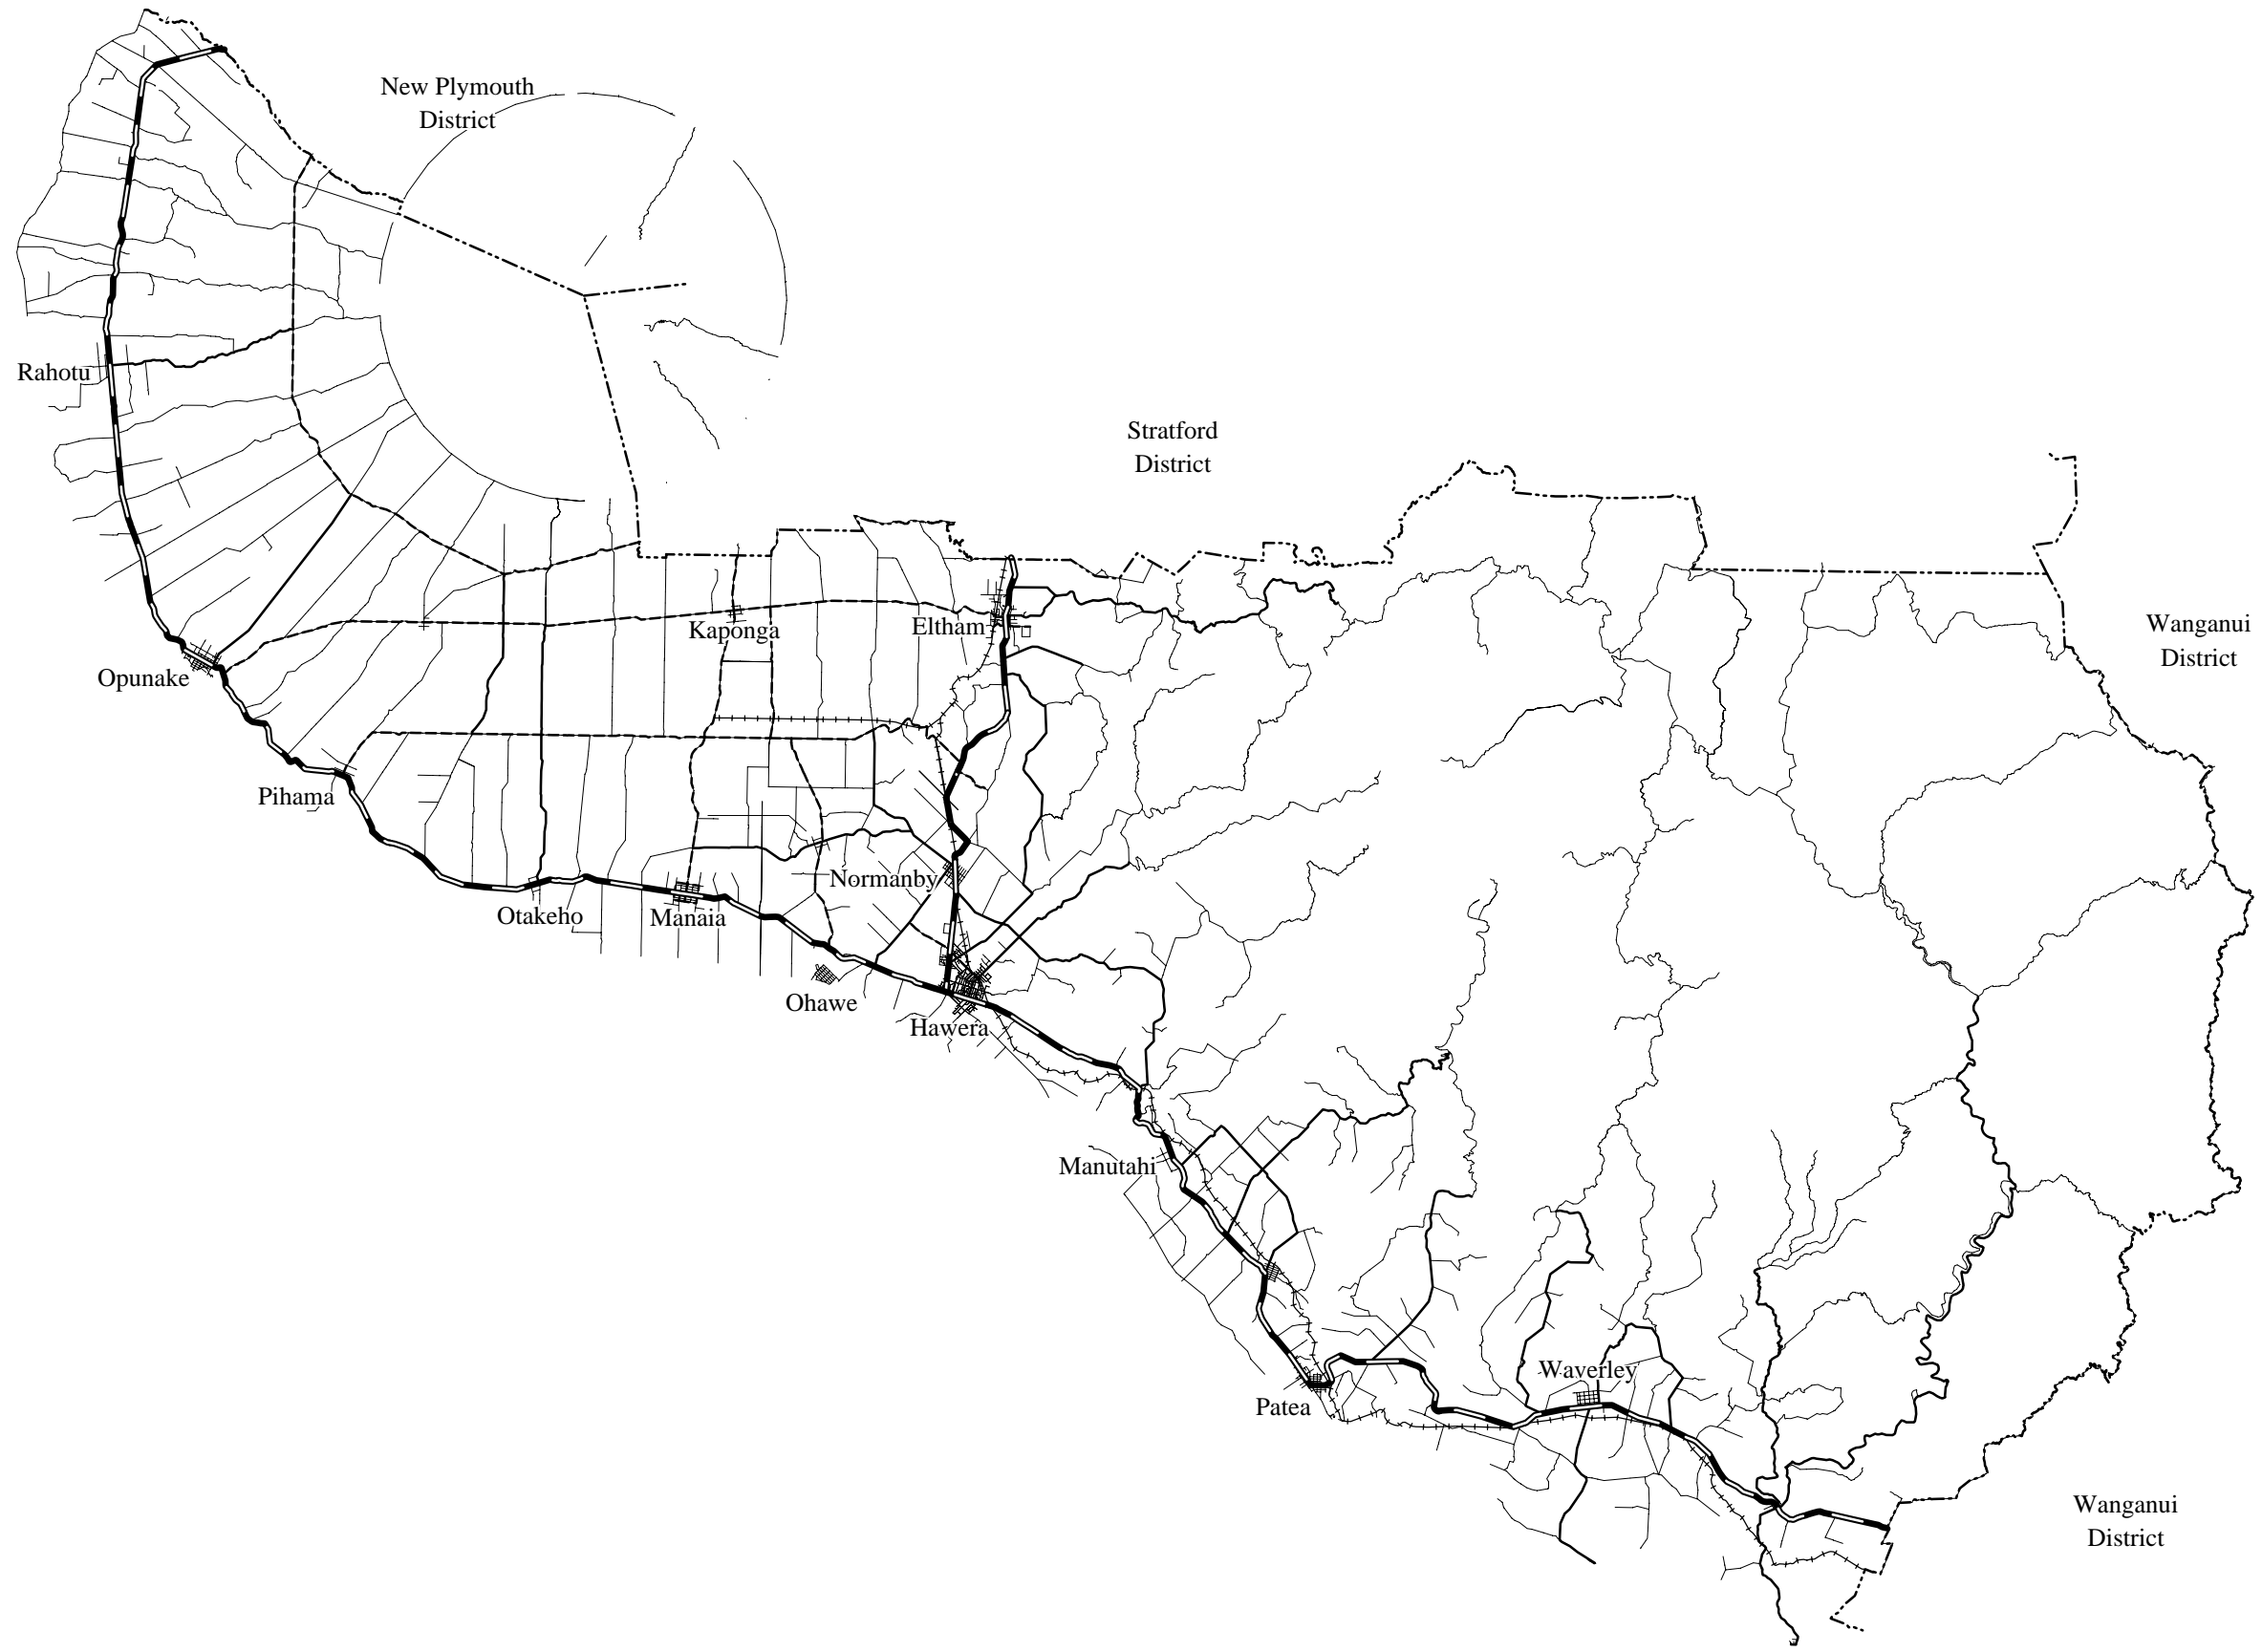 New Plymouth
District
Rahotu
Stratford
District
Wanganui
District
Kaponga
Eltham
Opunake
Pihama
Normanby
Otakeho
Manaia
Ohawe
Hawera
Manutahi
Waverley
Patea
Wanganui
District